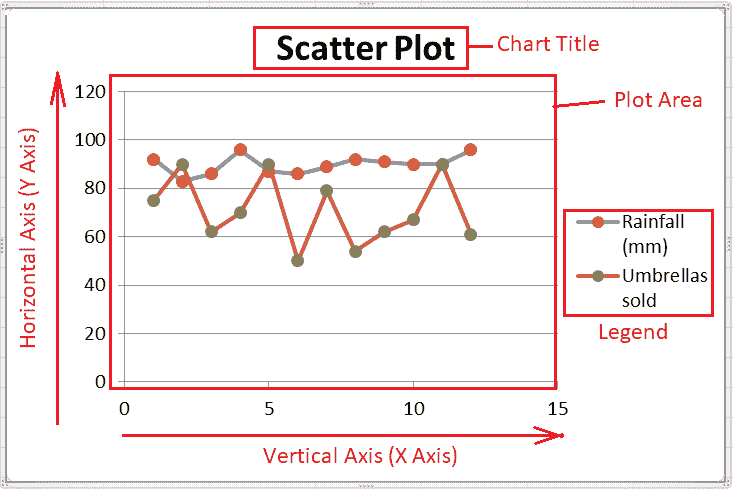 Scatter Plot
Chart Title
Plot Area
120
100
80
60
40
20
0
0 5 10 15
Horizontal Axis (Y Axis)
Vertical Axis (X Axis)
Rainfall
(mm)
Umbrellas
sold
Legend